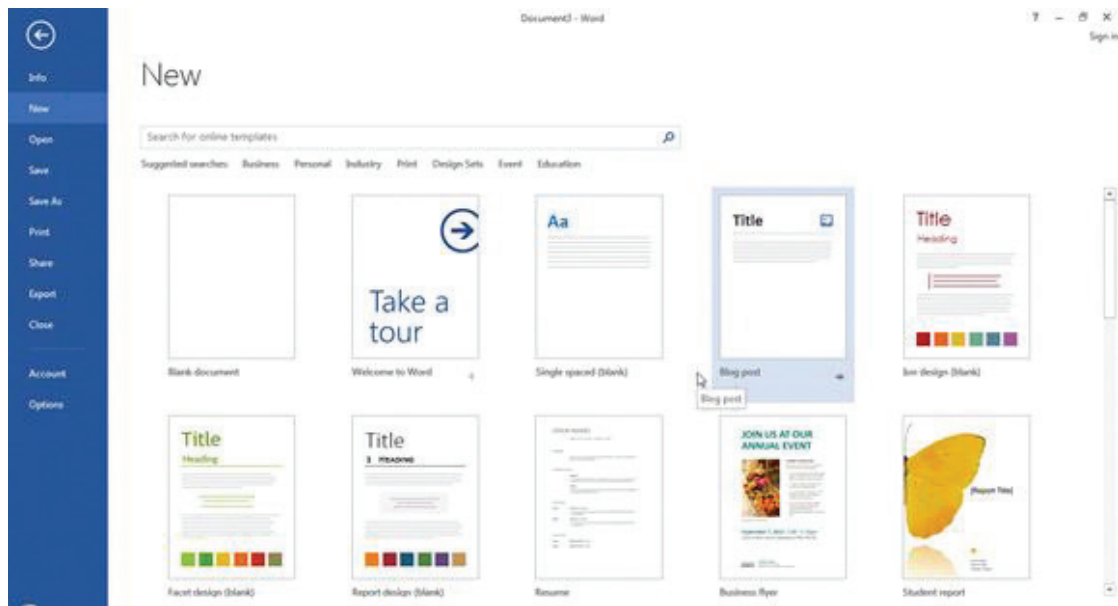 Document3 - Word
?
Sign in
Info
New
Open
Save
Save As
Print
Share
Export
Close
Account
Options
New
Search for online templates
Suggested searches: Business Personal Industry Print Design Sets Event Education
Take a
tour
Aa
Title
Title
Heading
Blank document
Welcome to Word
Single spaced (blank)
Blog post
Ion design (blank)
Blog post
Title
Heading
Title
1 HEADING
JOIN US AT OUR
ANNUAL EVENT
[Report Title]
Facet design (blank)
Report design (blank)
Resume
Business flyer
Student report